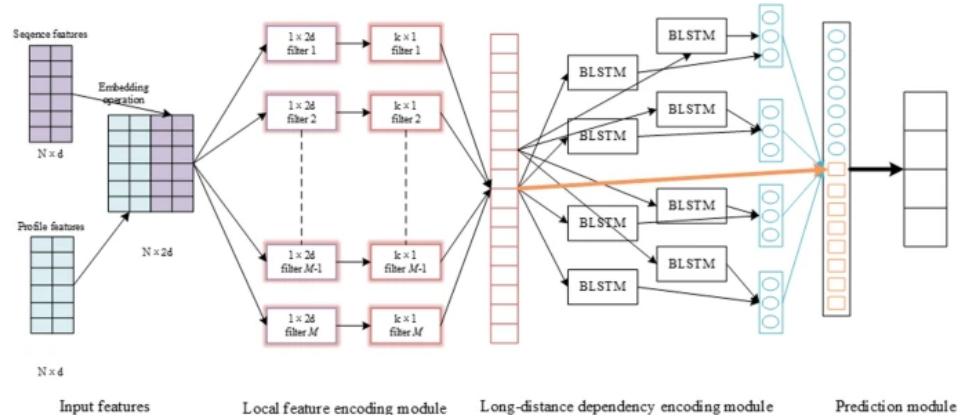 Seqence features
N x d
Embedding
operation
Profile features
N x d
N x 2d
1 x 2d
filter 1
k x 1
filter 1
1 x 2d
filter 2
k x 1
filter 2
1 x 2d
filter M-1
k x 1
filter M-1
1 x 2d
filter M
k x 1
filter M
BLSTM
BLSTM
BLSTM
BLSTM
BLSTM
BLSTM
BLSTM
BLSTM
Input features
Local feature encoding module
Long-distance dependency encoding module
Prediction module